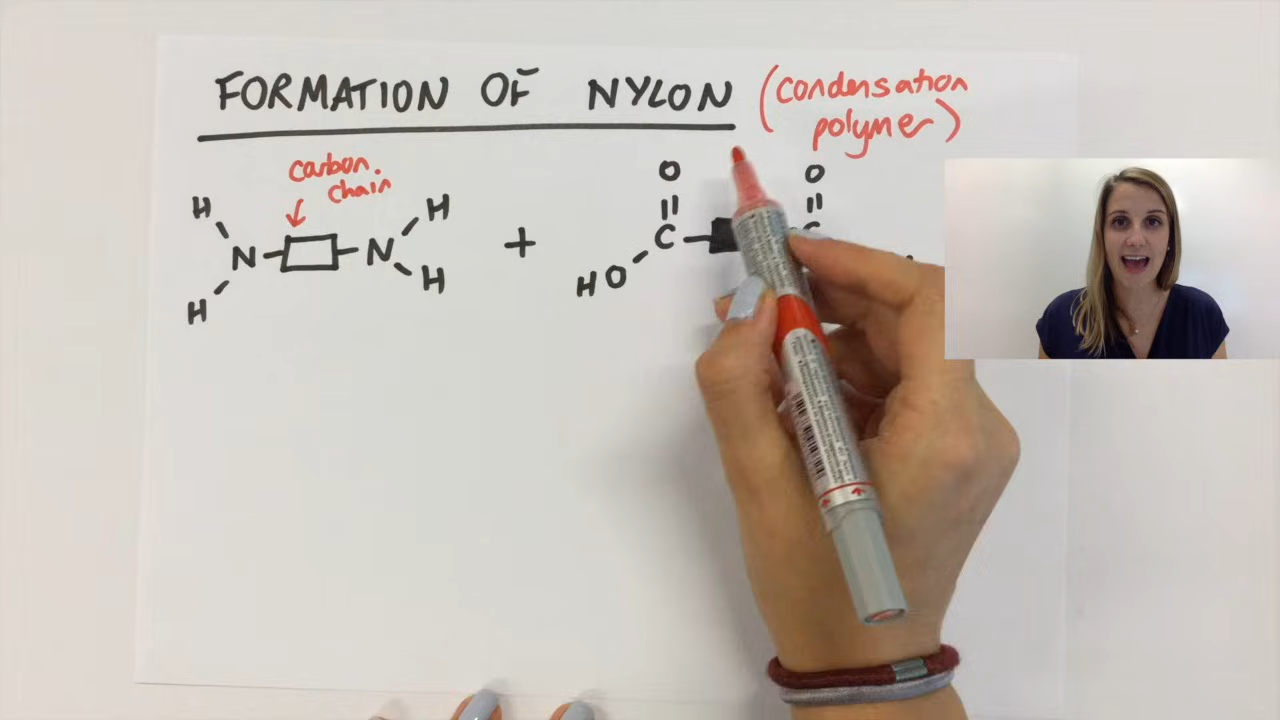 FORMATION OF NYLON (condensation
polymer)
carbon
chain
O O
H H
C C
N N +
H HO
H